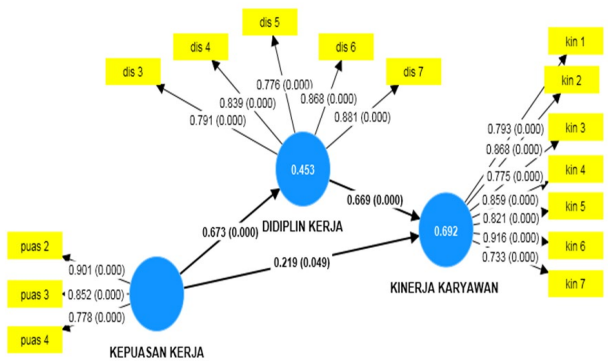 dis 5
dis 4
dis 6
dis 3
dis 7
0.791 (0.000)
0.839 (0.000)
0.776 (0.000)
0.868 (0.000)
0.881 (0.000)
0.453
DIDIPLIN KERJA
kin 1
kin 2
kin 3
kin 4
kin 5
kin 6
kin 7
0.793 (0.000)
0.868 (0.000)
0.775 (0.000)
0.859 (0.000)
0.821 (0.000)
0.916 (0.000)
0.733 (0.000)
0.669 (0.000)
0.692
KINERJA KARYAWAN
0.673 (0.000)
0.219 (0.049)
puas 2
puas 3
puas 4
0.901 (0.000)
0.852 (0.000)
0.778 (0.000)
KEPUASAN KERJA